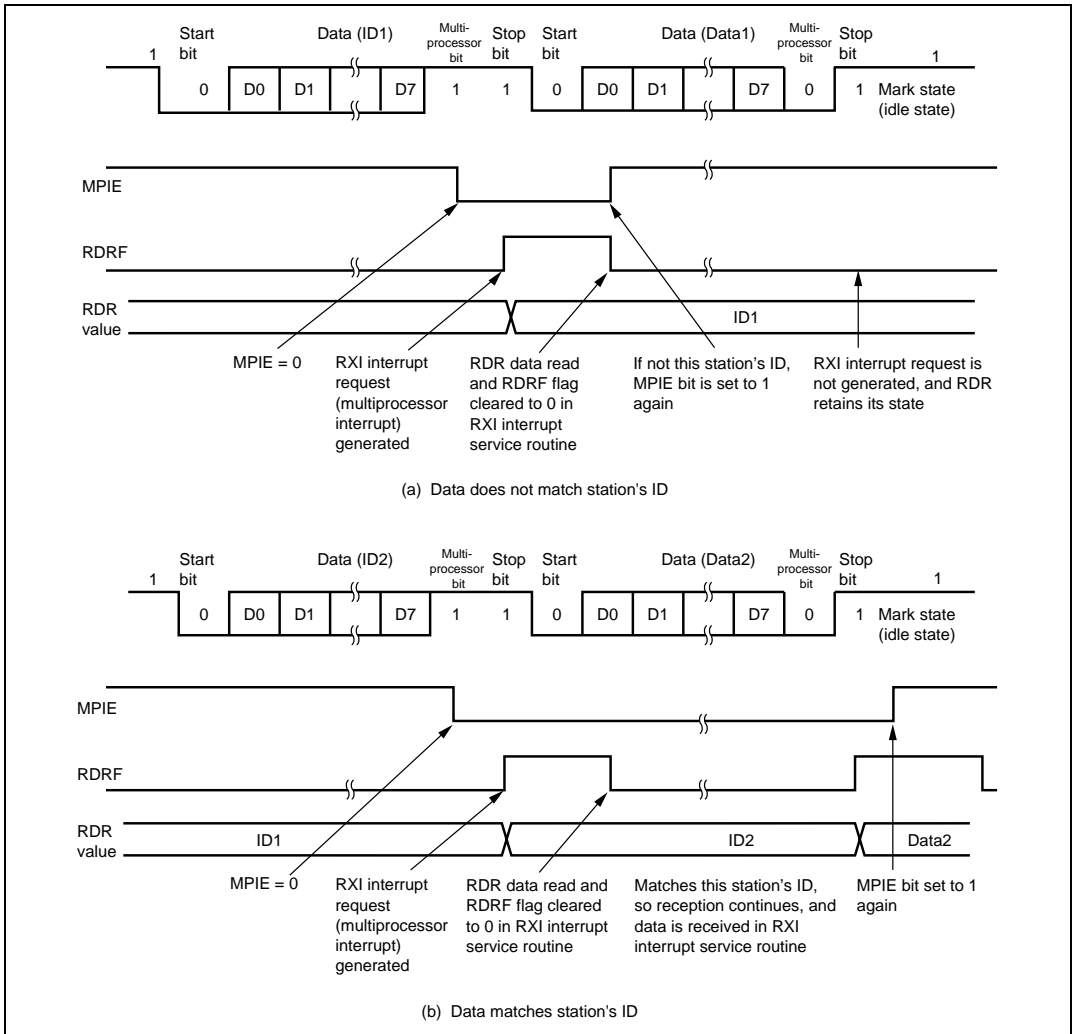 Start bit
Data (ID1)
Multi-processor bit
Stop bit
Start bit
Data (Data1)
Multi-processor bit
Stop bit
1
1
0 D0 D1 D7 1 1 0 D0 D1 D7 0 1 Mark state (idle state)
MPIE
RDRF
RDR value
ID1
MPIE = 0
RXI interrupt request (multiprocessor interrupt) generated
RDR data read and RDRF flag cleared to 0 in RXI interrupt service routine
If not this station's ID, MPIE bit is set to 1 again
RXI interrupt request is not generated, and RDR retains its state
(a) Data does not match station's ID
Start bit
Data (ID2)
Multi-processor bit
Stop bit
Start bit
Data (Data2)
Multi-processor bit
Stop bit
1
1
0 D0 D1 D7 1 1 0 D0 D1 D7 0 1 Mark state (idle state)
MPIE
RDRF
RDR value
ID1
ID2
Data2
MPIE = 0
RXI interrupt request (multiprocessor interrupt) generated
RDR data read and RDRF flag cleared to 0 in RXI interrupt service routine
Matches this station's ID, so reception continues, and data is received in RXI interrupt service routine
MPIE bit set to 1 again
(b) Data matches station's ID